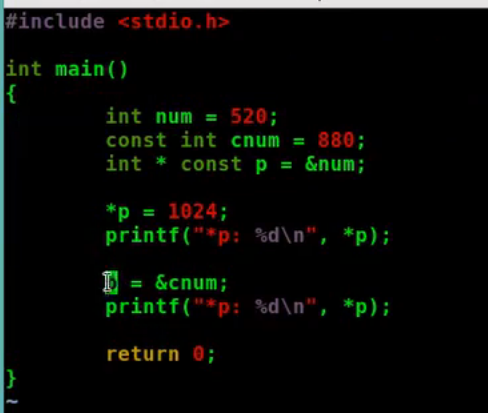 #include <stdio.h>
int main()
{
int num = 520;
const int cnum = 880;
int * const p = &num;
*p = 1024;
printf("*p: %d\n", *p);
= &cnum;
printf("*p: %d\n", *p);
return 0;
}
~